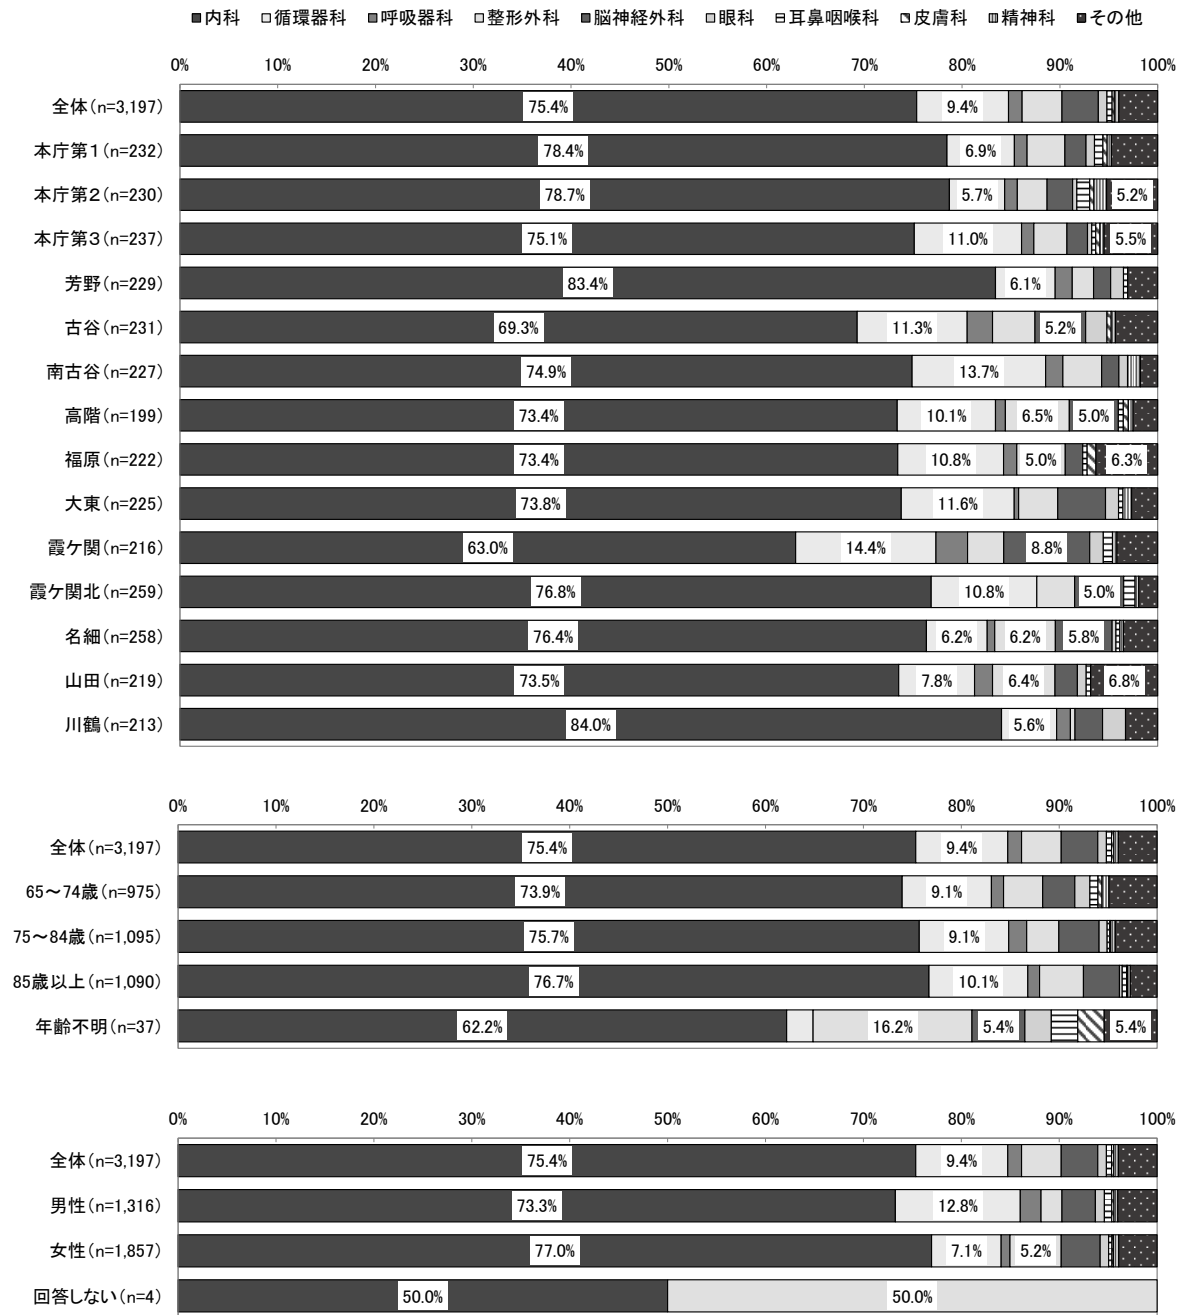 ■内科 □循環器科 ■呼吸器科 □整形外科 ■脳神経外科 □眼科 日耳鼻咽喉科 皮膚科 精神科 その他
0% 10% 20% 30% 40% 50% 60% 70% 80% 90% 100%
全体(n=3,197) 75.4% 9.4%
本庁第1(n=232) 78.4% 6.9%
本庁第2(n=230) 78.7% 5.7% 5.2%
本庁第3(n=237) 75.1% 11.0% 5.5%
芳野(n=229) 83.4% 6.1%
古谷(n=231) 69.3% 11.3% 5.2%
南古谷(n=227) 74.9% 13.7%
高階(n=199) 73.4% 10.1% 6.5% 5.0%
福原(n=222) 73.4% 10.8% 5.0% 6.3%
大東(n=225) 73.8% 11.6%
霞ケ関(n=216) 63.0% 14.4% 8.8%
霞ケ関北(n=259) 76.8% 10.8% 5.0%
名細(n=258) 76.4% 6.2% 6.2% 5.8%
山田(n=219) 73.5% 7.8% 6.4% 6.8%
川鶴(n=213) 84.0% 5.6%
0% 10% 20% 30% 40% 50% 60% 70% 80% 90% 100%
全体(n=3,197) 75.4% 9.4%
65～74歳(n=975) 73.9% 9.1%
75～84歳(n=1,095) 75.7% 9.1%
85歳以上(n=1,090) 76.7% 10.1%
年齢不明(n=37) 62.2% 16.2% 5.4% 5.4%
0% 10% 20% 30% 40% 50% 60% 70% 80% 90% 100%
全体(n=3,197) 75.4% 9.4%
男性(n=1,316) 73.3% 12.8%
女性(n=1,857) 77.0% 7.1% 5.2%
回答しない(n=4) 50.0% 50.0%